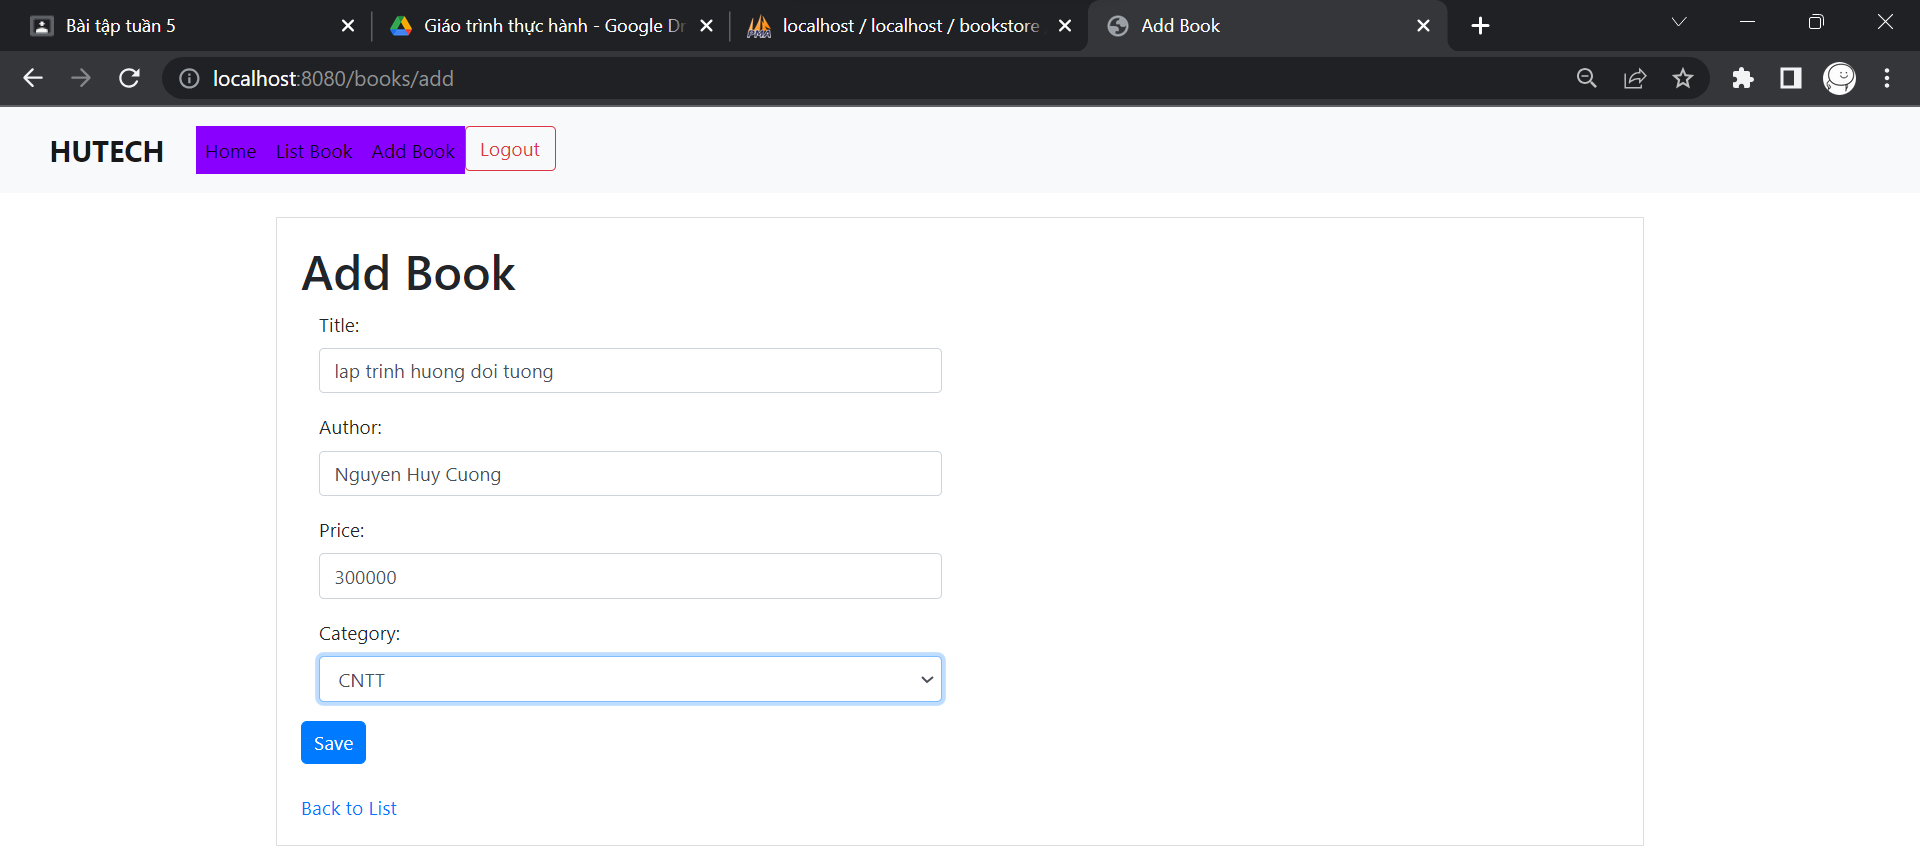 Bài tập tuần 5
Giáo trình thực hành - Google Dr
localhost / localhost / bookstore
Add Book
localhost:8080/books/add
HUTECH Home List Book Add Book Logout
Add Book
Title:
lap trinh huong doi tuong
Author:
Nguyen Huy Cuong
Price:
300000
Category:
CNTT
Save
Back to List